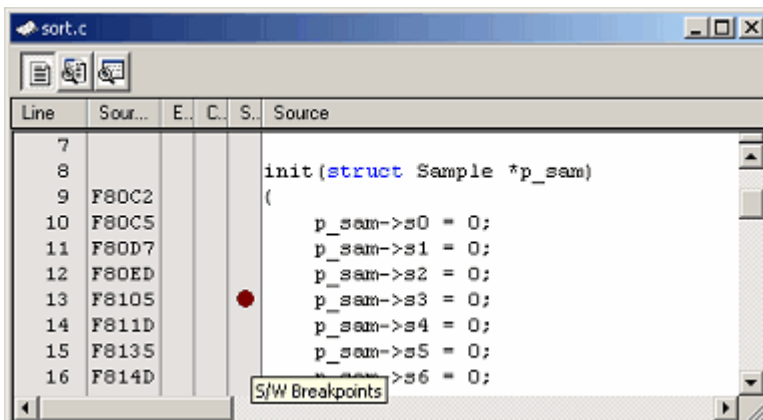 sort.c
Line Sour... E.. C.. S.. Source
7
8 init(struct Sample *p_sam)
9 F80C2 {
10 F80C5 p_sam->s0 = 0;
11 F80D7 p_sam->s1 = 0;
12 F80ED p_sam->s2 = 0;
13 F8105 p_sam->s3 = 0;
14 F811D p_sam->s4 = 0;
15 F8135 p_sam->s5 = 0;
16 F814D p_sam->s6 = 0;
S/W Breakpoints